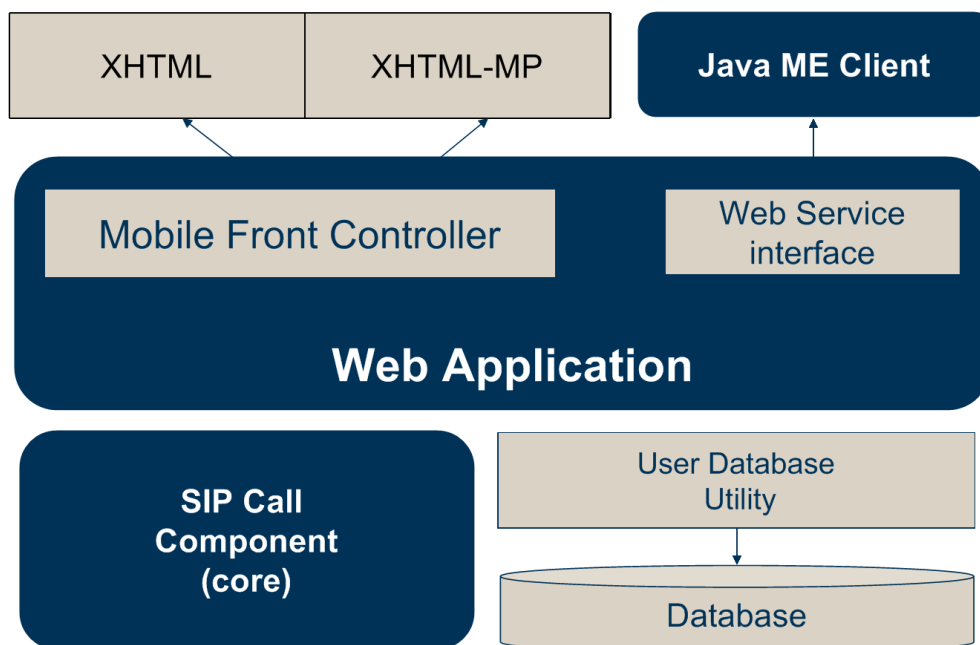 XHTML
XHTML-MP
Java ME Client
Mobile Front Controller
Web Service
interface
Web Application
SIP Call
Component
(core)
User Database
Utility
Database